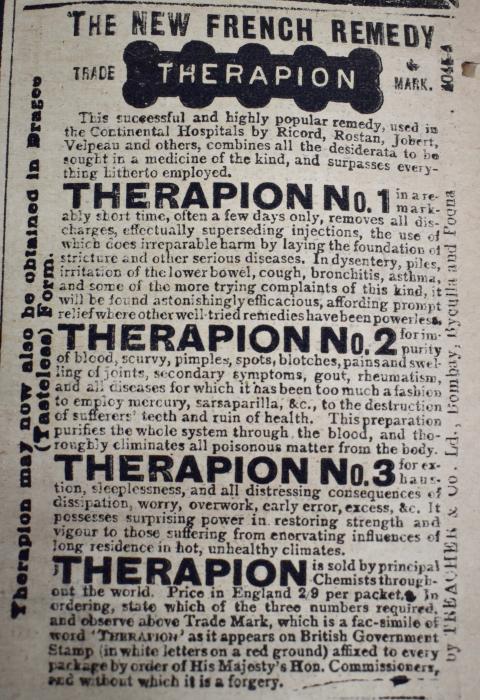 THE NEW FRENCH REMEDY
TRADE THERAPION MARK.
This successful and highly popular remedy, used in
the Continental Hospitals by Ricord, Rostan, Jobert,
Velpeau and others, combines all the desiderata to be
sought in a medicine of the kind, and surpasses every-
thing hitherto employed.
THERAPION No. 1 in a re-
mark-
ably short time, often a few days only, removes all dis-
charges, effectually superseding injections, the use of
which does irreparable harm by laying the foundation of
stricture and other serious diseases. In dysentery, piles,
irritation of the lower bowel, cough, bronchitis, asthma,
and some of the more trying complaints of this kind, it
will be found astonishingly efficacious, affording prompt
relief where other well-tried remedies have been powerless.
THERAPION No. 2 for im-
purity
of blood, scurvy, pimples, spots, blotches, pains and swel-
ling of joints, secondary symptoms, gout, rheumatism,
and all diseases for which it has been too much a fashion
to employ mercury, sarsaparilla, &c., to the destruction
of sufferers' teeth and ruin of health. This preparation
purifies the whole system through the blood, and tho-
roughly eliminates all poisonous matter from the body.
THERAPION No. 3 for ex-
haus-
tion, sleeplessness, and all distressing consequences of
dissipation, worry, overwork, early error, excess, &c. It
possesses surprising power in restoring strength and
vigour to those suffering from enervating influences of
long residence in hot, unhealthy climates.
THERAPION is sold by principal
Chemists through-
out the world. Price in England 2/9 per packet. In
ordering, state which of the three numbers required,
and observe above Trade Mark, which is a fac-simile of
word 'THERAPION' as it appears on British Government
Stamp (in white letters on a red ground) affixed to every
package by order of His Majesty's Hon. Commissioners,
and without which it is a forgery.
Therapion may now also be obtained in Dragee
(Tasteless) Form.
by TREACHER & Co. Ld., Bombay, Byculla and Poona